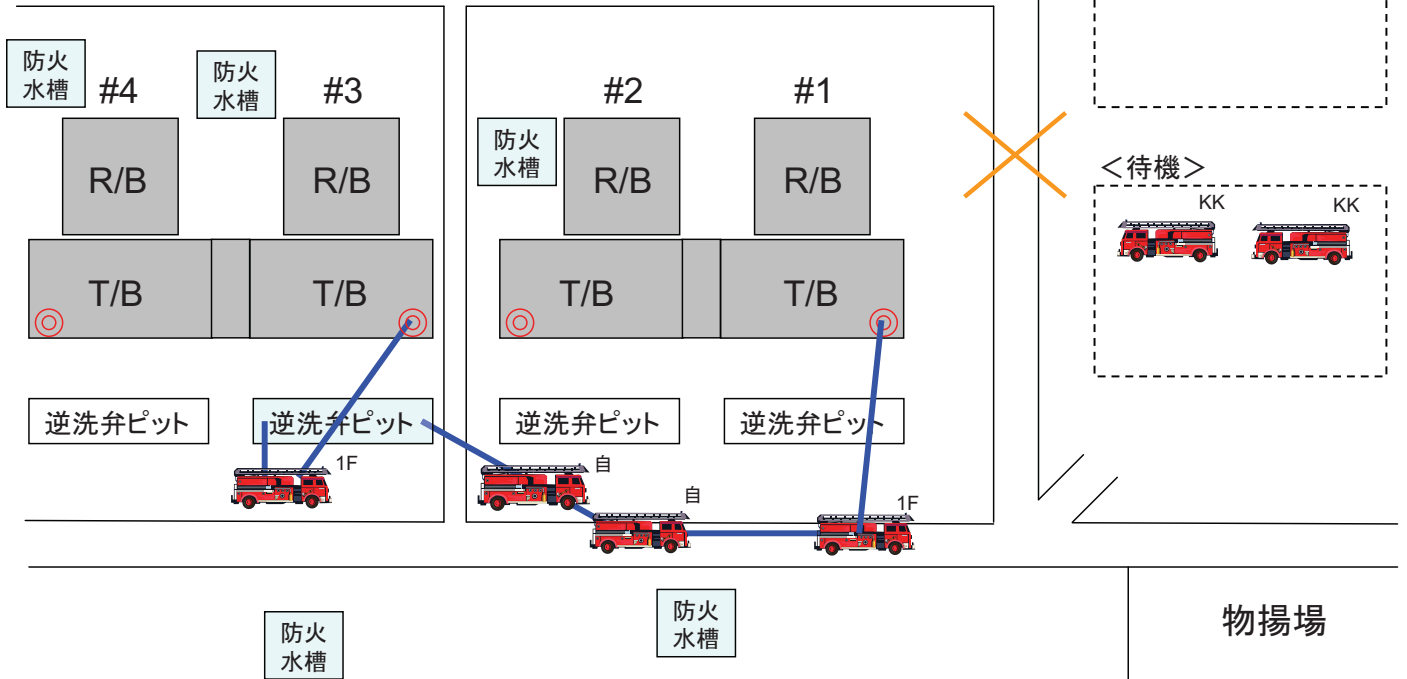 防火
水槽
#4
防火
水槽
#3
#2
#1
防火
水槽
R/B
R/B
R/B
R/B
T/B
T/B
T/B
T/B
<待機>
KK
KK
逆洗弁ピット
逆洗弁ピット
逆洗弁ピット
逆洗弁ピット
1F
自
自
1F
防火
水槽
防火
水槽
物揚場